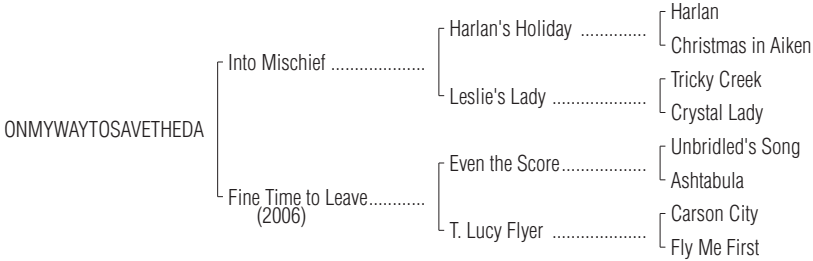 Harlan
Harlan's Holiday ..............
Christmas in Aiken
Into Mischief ....................
Tricky Creek
Leslie's Lady ....................
Crystal Lady
ONMYWAYTOSAVETHEDA
Unbridled's Song
Even the Score..................
Ashtabula
Fine Time to Leave............
(2006)
Carson City
T. Lucy Flyer ....................
Fly Me First